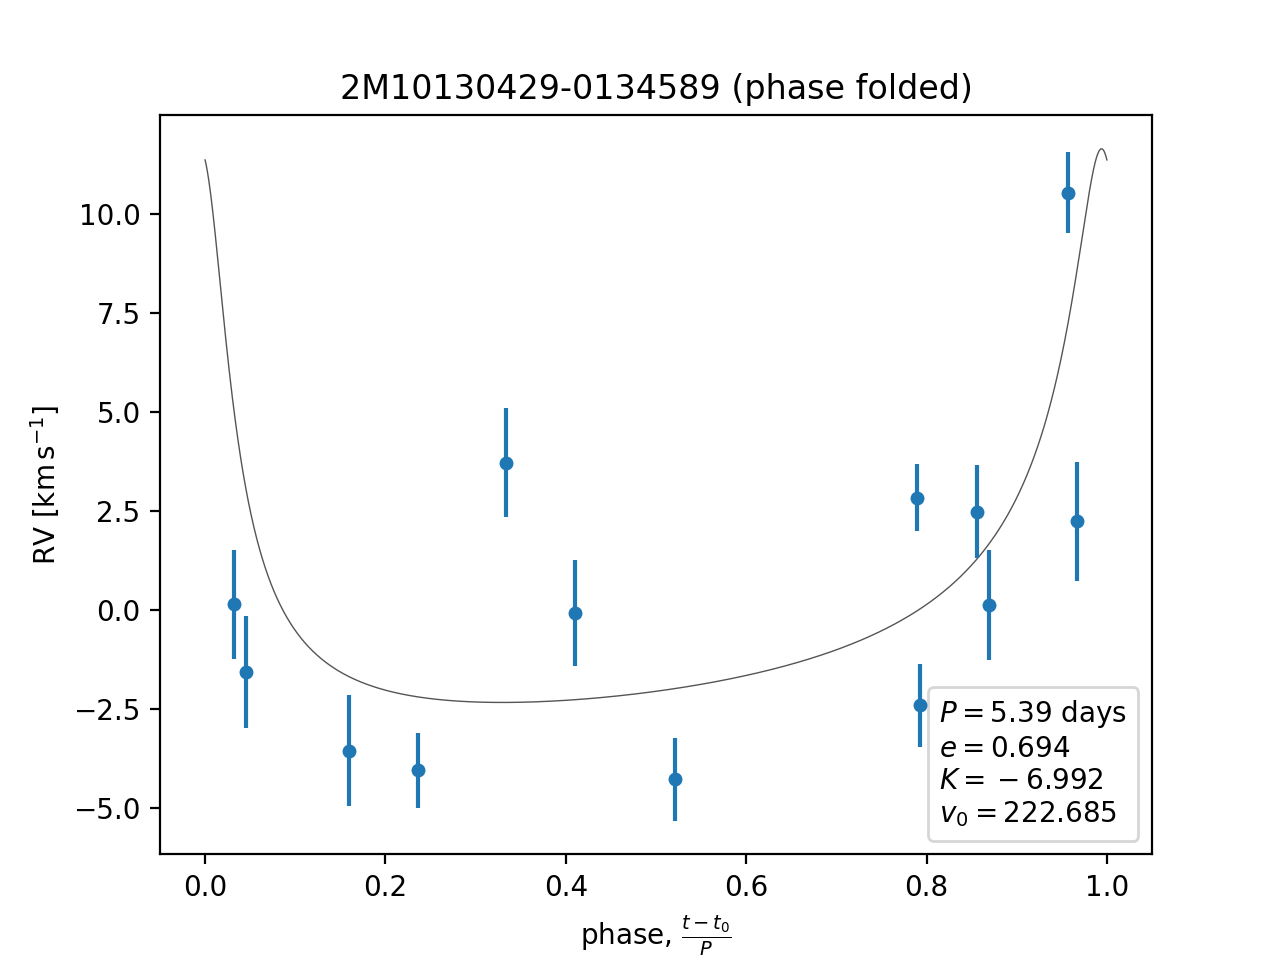 2M10130429-0134589 (phase folded)
10.0
7.5
5.0
2.5
0.0
−2.5
−5.0
RV [km s⁻¹]
P = 5.39 days
e = 0.694
K = −6.992
v₀ = 222.685
0.0 0.2 0.4 0.6 0.8 1.0
phase, (t − t₀)/P